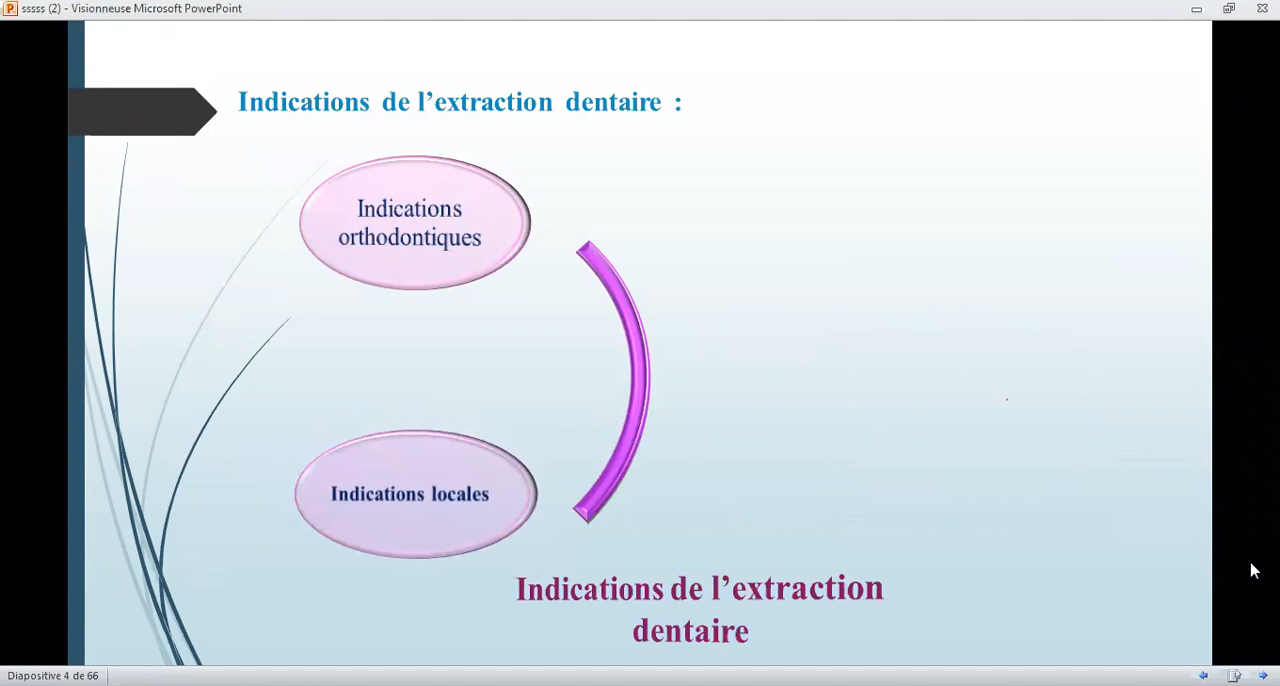 sssss (2) - Visionneuse Microsoft PowerPoint
Indications de l’extraction dentaire :
Indications
orthodontiques
Indications locales
Indications de l’extraction
dentaire
Diapositive 4 de 66